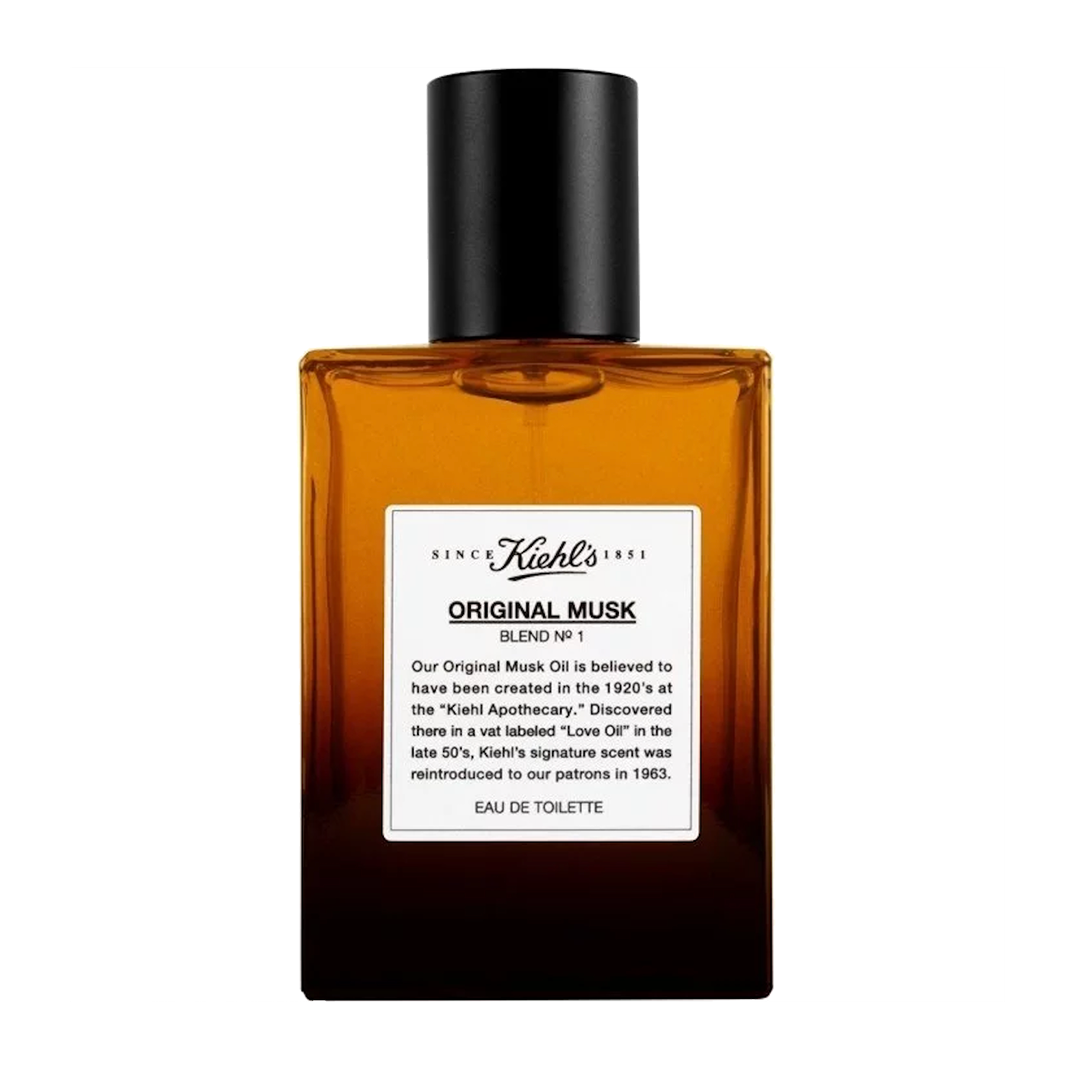 SINCE Kiehl's 1851
ORIGINAL MUSK
BLEND Nº 1
Our Original Musk Oil is believed to
have been created in the 1920's at
the “Kiehl Apothecary.” Discovered
there in a vat labeled “Love Oil” in the
late 50's, Kiehl's signature scent was
reintroduced to our patrons in 1963.
EAU DE TOILETTE